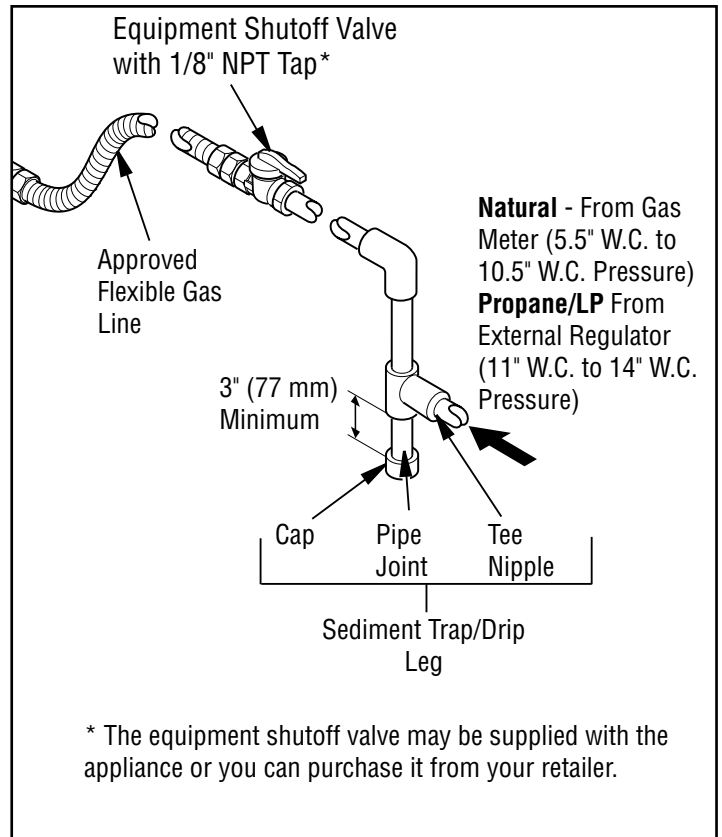 Equipment Shutoff Valve
with 1/8" NPT Tap*
Approved
Flexible Gas
Line
Natural - From Gas
Meter (5.5" W.C. to
10.5" W.C. Pressure)
Propane/LP From
External Regulator
(11" W.C. to 14" W.C.
Pressure)
3" (77 mm)
Minimum
Cap
Pipe
Joint
Tee
Nipple
Sediment Trap/Drip
Leg
* The equipment shutoff valve may be supplied with the
appliance or you can purchase it from your retailer.